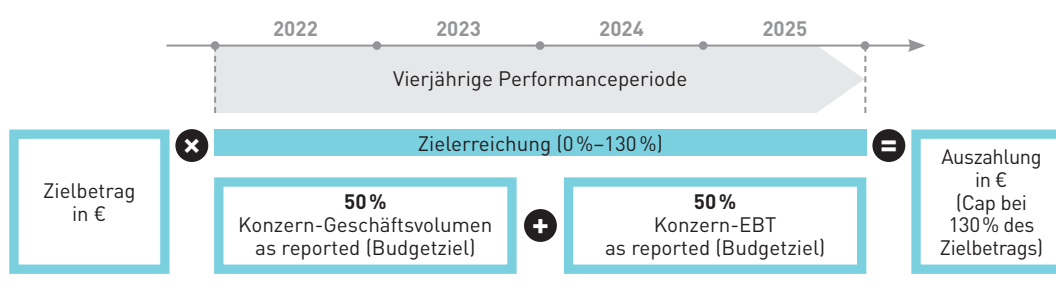 2022 2023 2024 2025
Vierjährige Performanceperiode
Zielerreichung (0 %–130 %)
Zielbetrag
in €
50 %
Konzern-Geschäftsvolumen
as reported (Budgetziel)
50 %
Konzern-EBT
as reported (Budgetziel)
Auszahlung
in €
(Cap bei
130 % des
Zielbetrags)